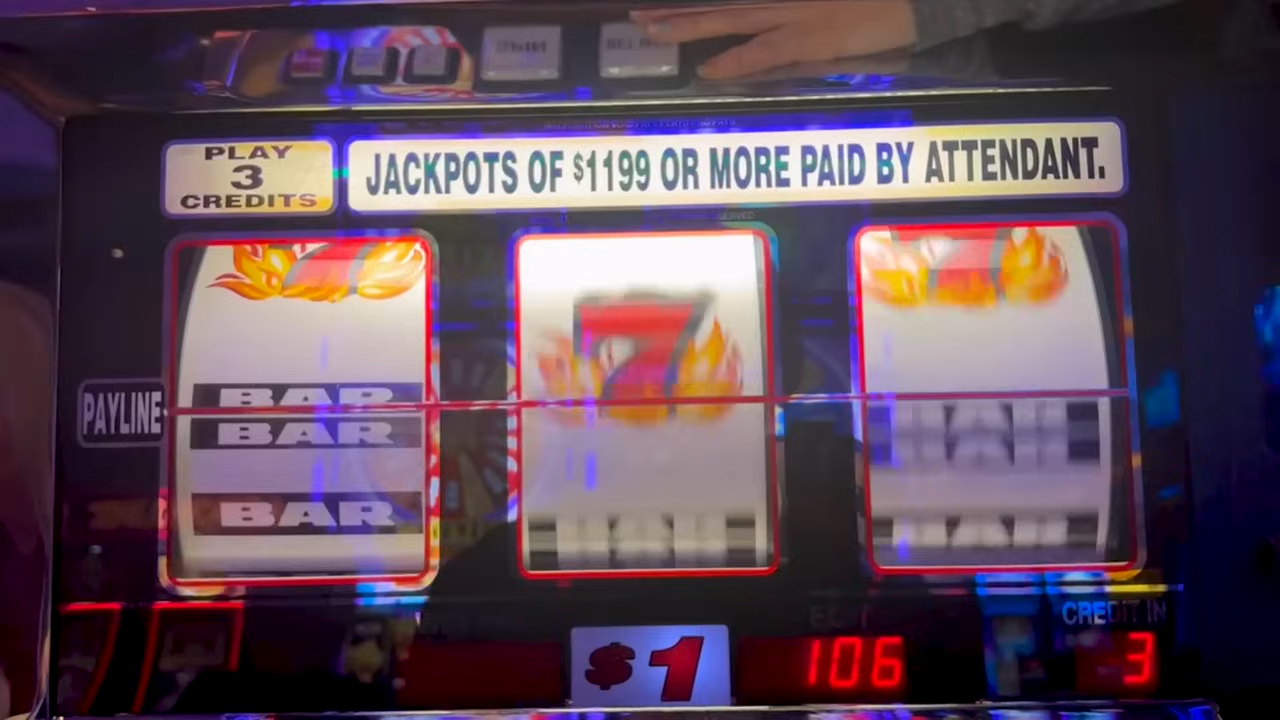 PLAY
3
CREDITS
JACKPOTS OF $1199 OR MORE PAID BY ATTENDANT.
7
PAYLINE
BAR
BAR
BAR
CREDIT IN
$1
106
3